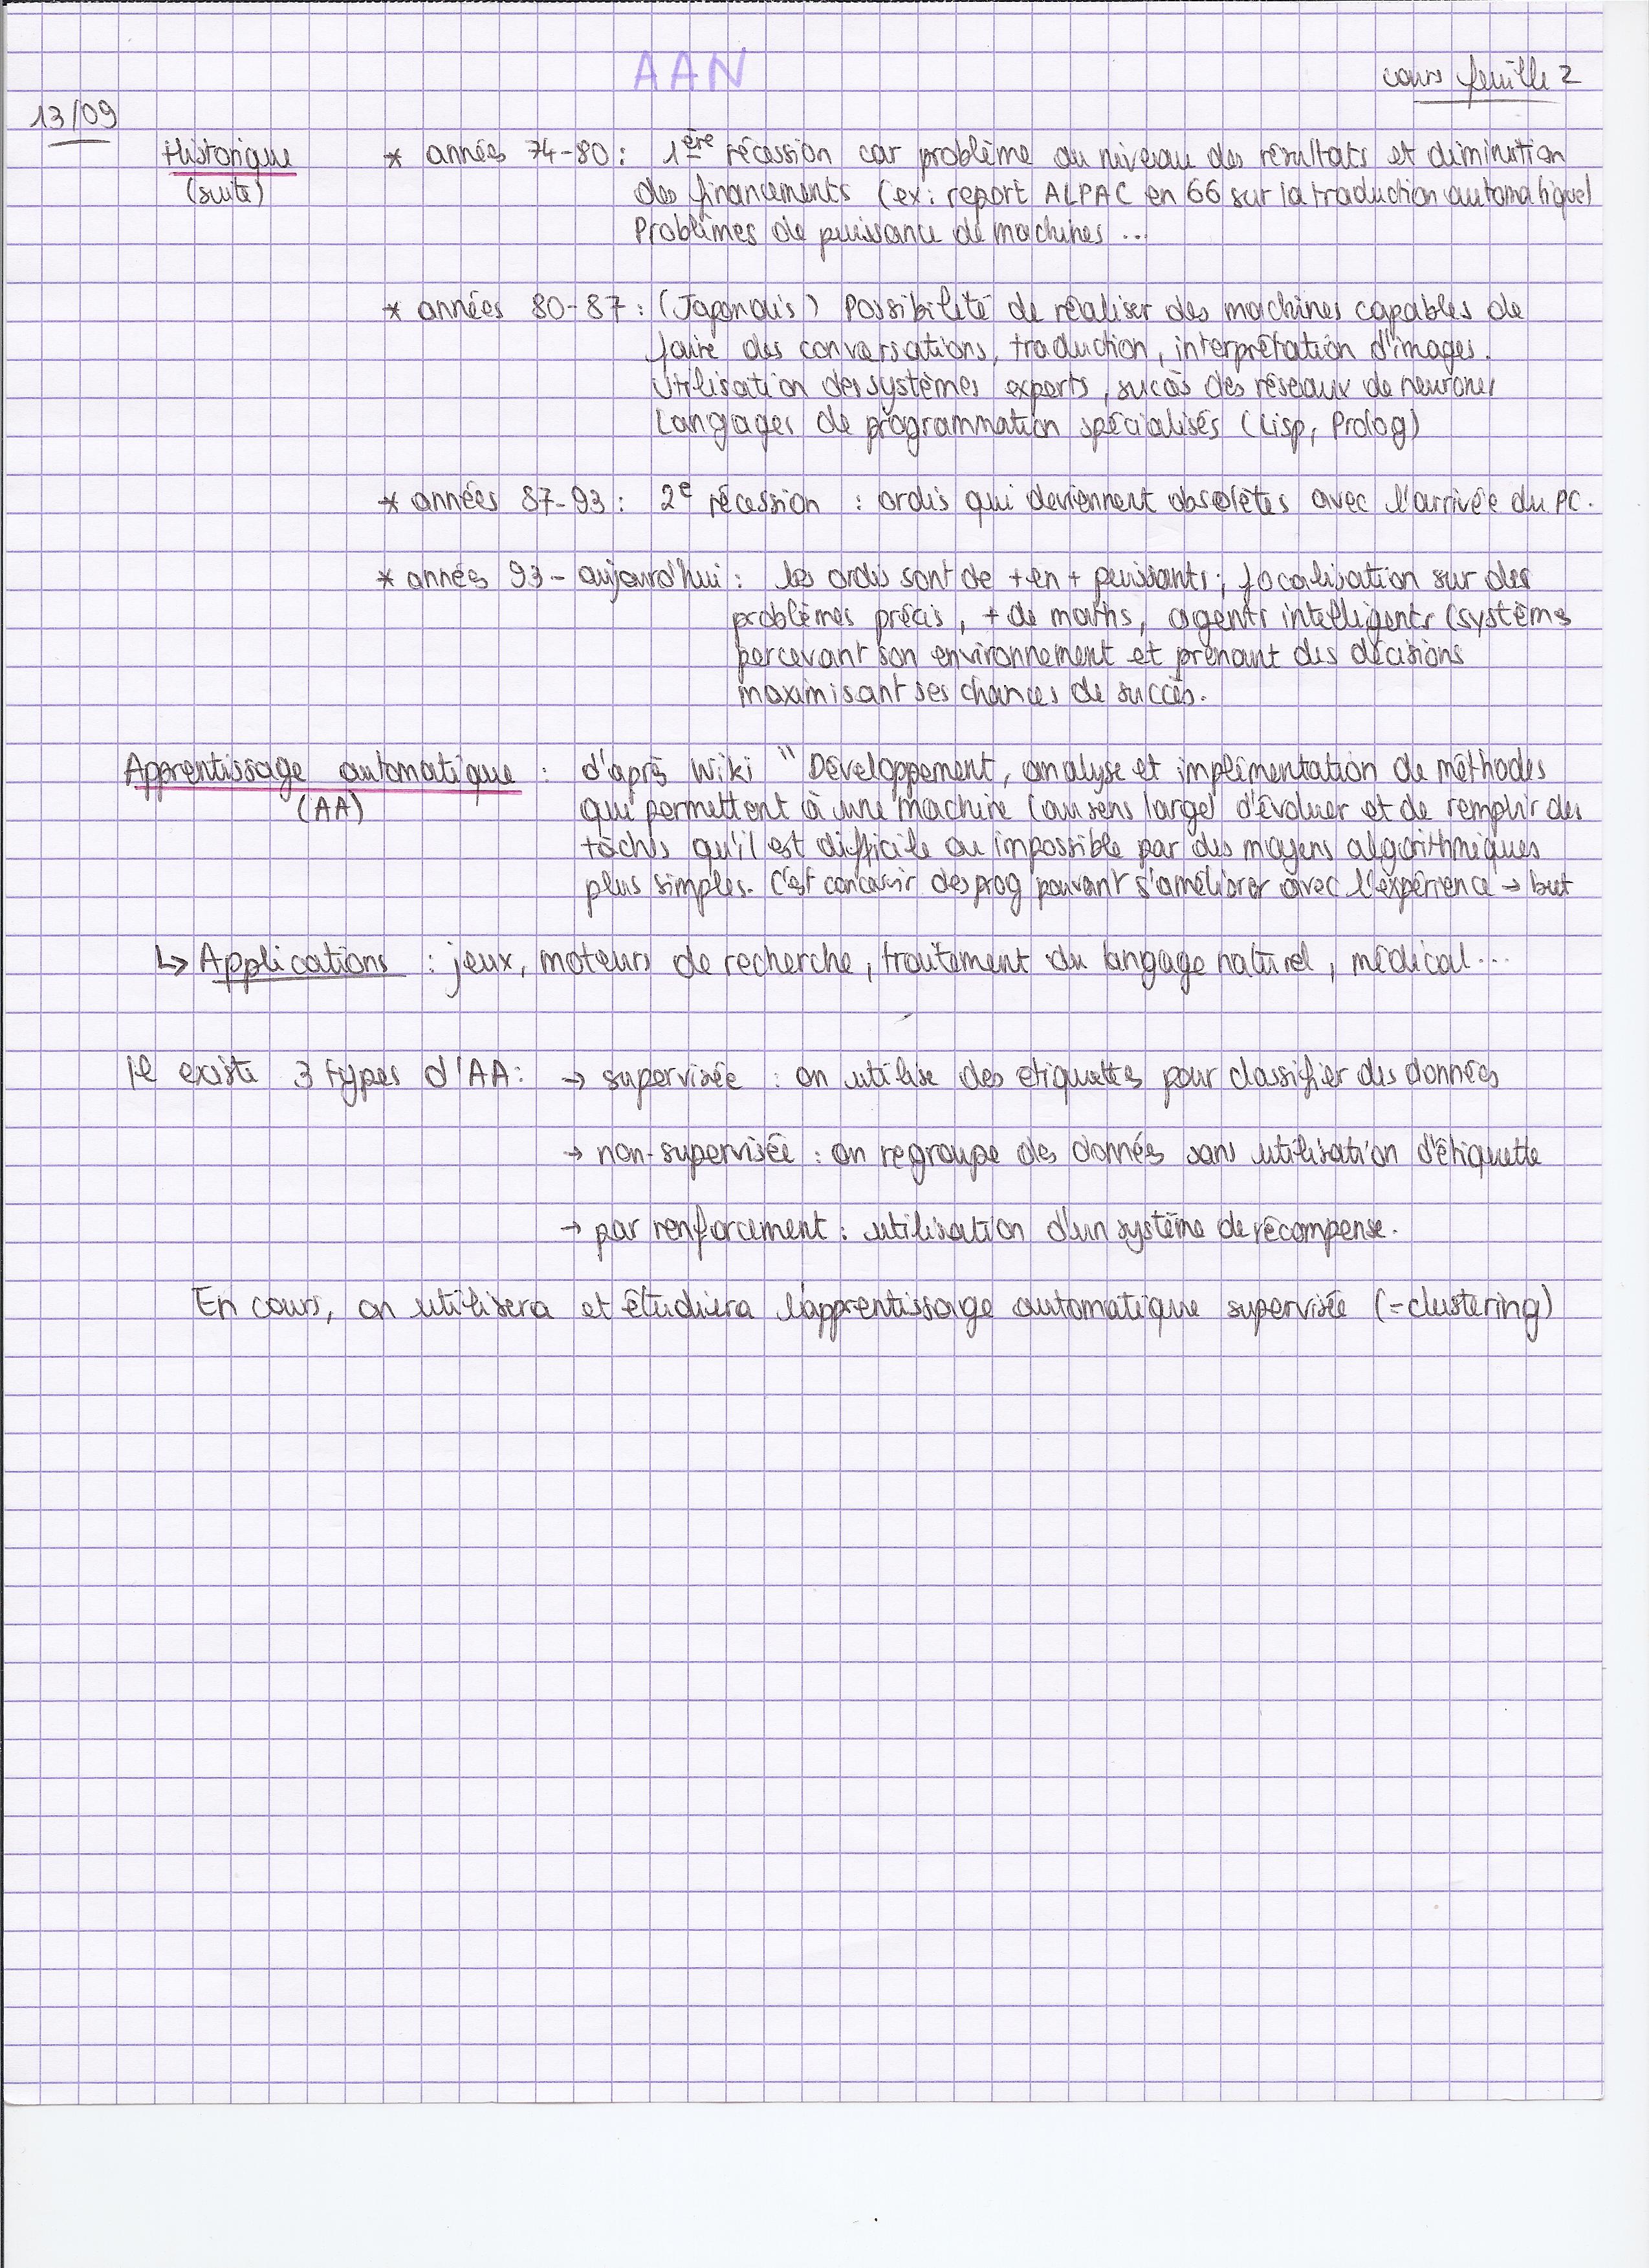 AAN
cours feuille 2
13/09
Historique * années 74-80 : 1ère récession car problème au niveau des résultats et diminution
(suite) des financements (ex: report ALPAC en 66 sur la traduction automatique)
Problèmes de puissance de machines ...
* années 80-87 : (Japonais) Possibilité de réaliser des machines capables de
faire des conversations, traduction, interprétation d'images.
Utilisation des systèmes experts, succès des réseaux de neurones
Langages de programmation spécialisés (Lisp, Prolog)
* années 87-93 : 2e récession : ordis qui deviennent obsolètes avec l'arrivée du PC.
* années 93 - aujourd'hui : les ordis sont de + en + puissants ; focalisation sur des
problèmes précis, + de maths, agents intelligents (système
percevant son environnement et prenant des décisions
maximisant ses chances de succès.
Apprentissage automatique : d'après Wiki " Développement, analyse et implémentation de méthodes
(AA) qui permettent à une machine (au sens large) d'évoluer et de remplir des
tâches qu'il est difficile ou impossible par des moyens algorithmiques
plus simples. C'est concevoir des prog pouvant s'améliorer avec l'expérience → but
↳ Applications : jeux, moteurs de recherche, traitement du langage naturel, médical ...
Il existe 3 types d'AA : → supervisée : on utilise des etiquettes pour classifier des données
→ non-supervisée : on regroupe des données sans utilisation d'étiquette
→ par renforcement : utilisation d'un système de récompense.
En cours, on utilisera et étudiera l'apprentissage automatique supervisée (=clustering)